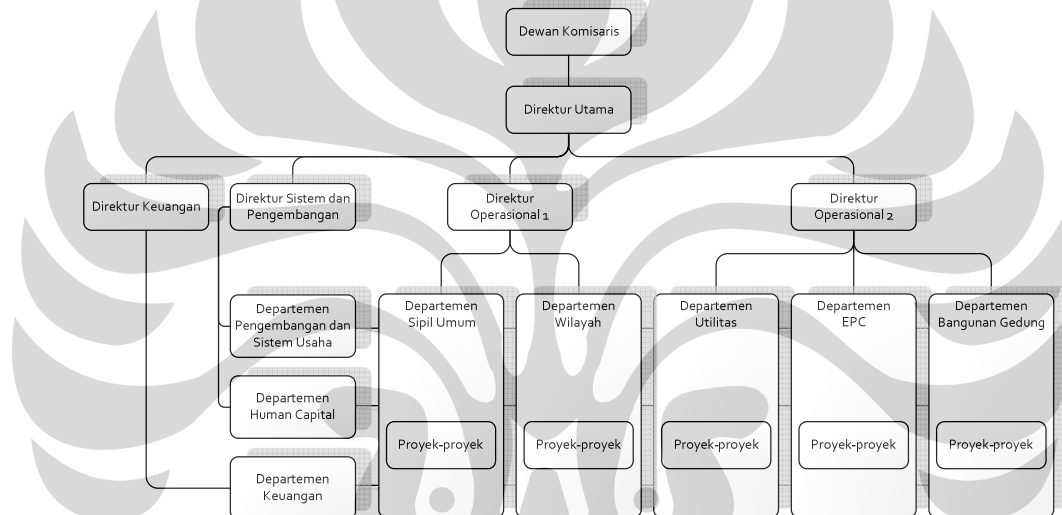 Dewan Komisaris
Direktur Utama
Direktur Keuangan
Direktur Sistem dan
Pengembangan
Direktur
Operasional 1
Direktur
Operasional 2
Departemen
Pengembangan dan
Sistem Usaha
Departemen
Human Capital
Departemen
Keuangan
Departemen
Sipil Umum
Departemen
Wilayah
Departemen
Utilitas
Departemen
EPC
Departemen
Bangunan Gedung
Proyek-proyek
Proyek-proyek
Proyek-proyek
Proyek-proyek
Proyek-proyek